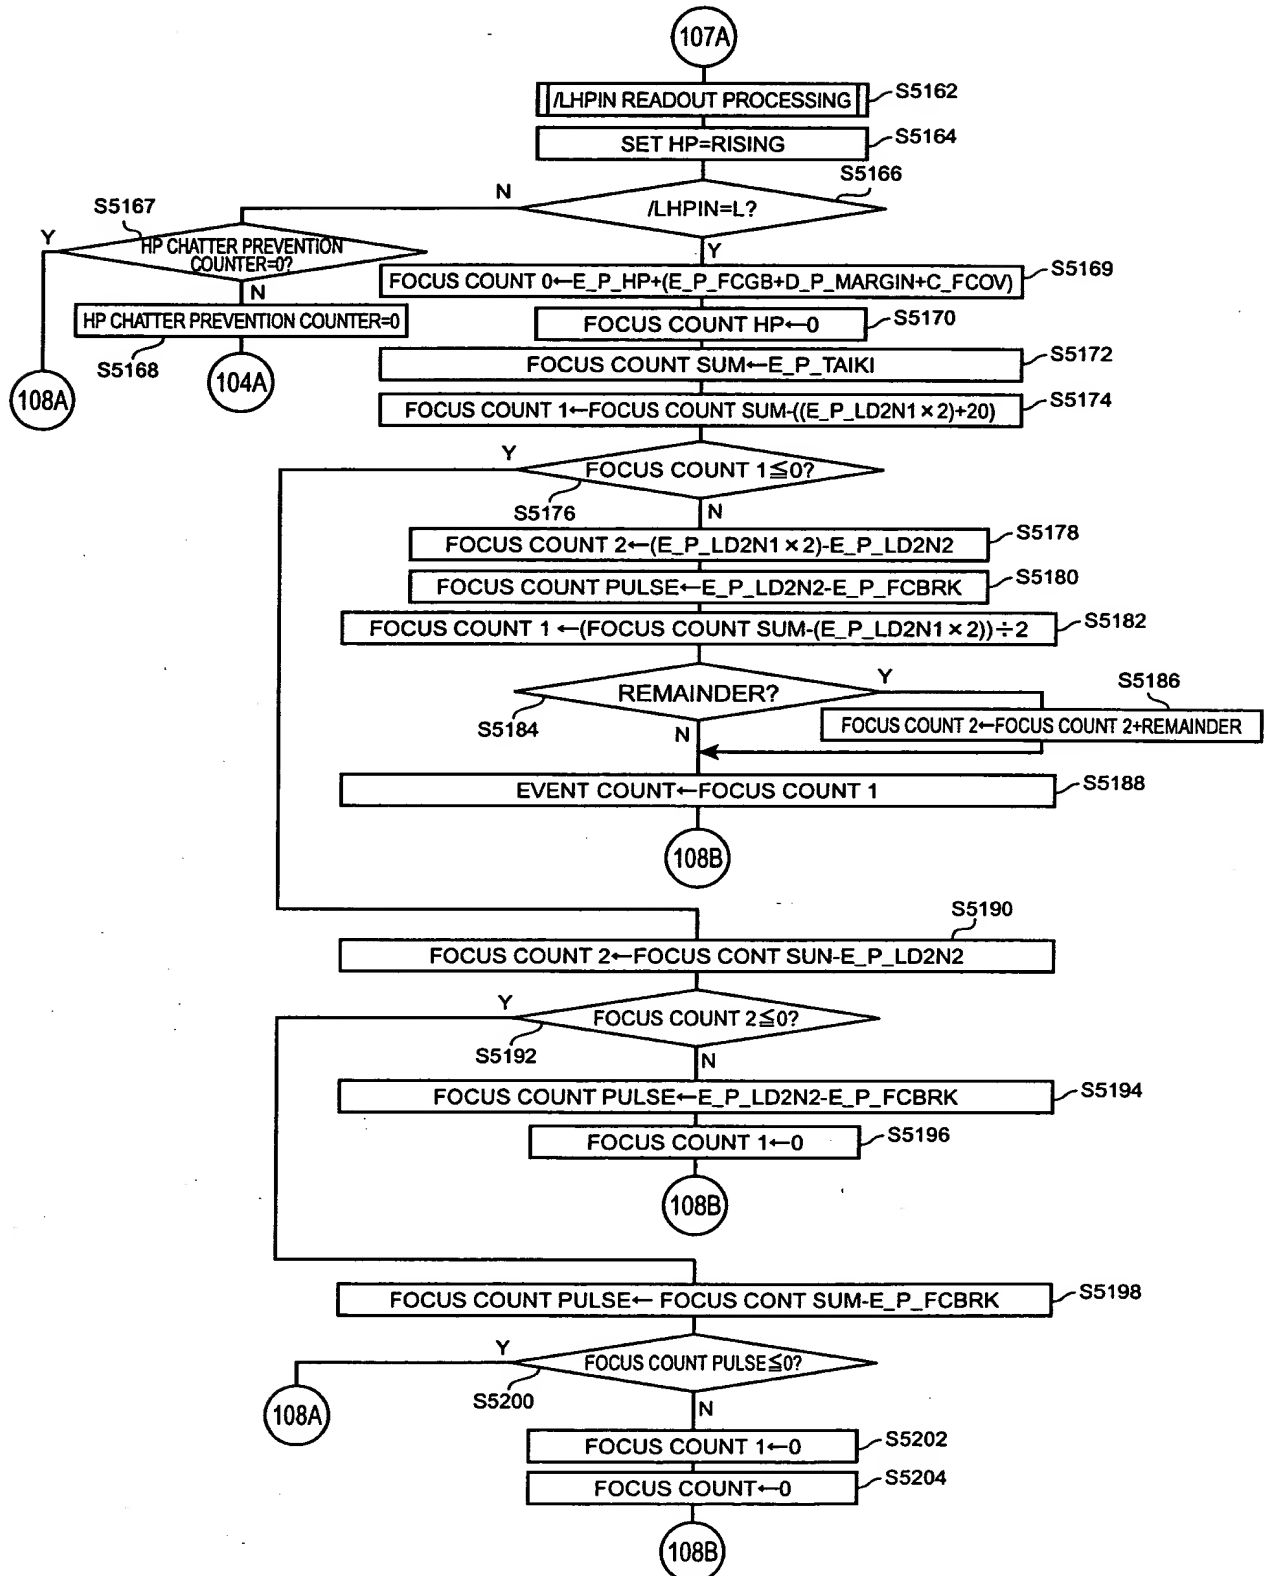 107A
/LHPIN READOUT PROCESSING
S5162
SET HP=RISING
S5164
S5166
N
/LHPIN=L?
S5167
Y
HP CHATTER PREVENTION
COUNTER=0?
Y
N
FOCUS COUNT 0←E_P_HP+(E_P_FCGB+D_P_MARGIN+C_FCOV)
S5169
HP CHATTER PREVENTION COUNTER=0
FOCUS COUNT HP←0
S5170
S5168
FOCUS COUNT SUM←E_P_TAIKI
S5172
108A
104A
FOCUS COUNT 1←FOCUS COUNT SUM-((E_P_LD2N1×2)+20)
S5174
Y
FOCUS COUNT 1≦0?
S5176
N
FOCUS COUNT 2←(E_P_LD2N1×2)-E_P_LD2N2
S5178
FOCUS COUNT PULSE←E_P_LD2N2-E_P_FCBRK
S5180
FOCUS COUNT 1 ←(FOCUS COUNT SUM-(E_P_LD2N1×2))÷2
S5182
Y
REMAINDER?
S5186
S5184
FOCUS COUNT 2←FOCUS COUNT 2+REMAINDER
N
EVENT COUNT←FOCUS COUNT 1
S5188
108B
S5190
FOCUS COUNT 2←FOCUS CONT SUN-E_P_LD2N2
Y
FOCUS COUNT 2≦0?
S5192
N
FOCUS COUNT PULSE←E_P_LD2N2-E_P_FCBRK
S5194
FOCUS COUNT 1←0
S5196
108B
FOCUS COUNT PULSE← FOCUS CONT SUM-E_P_FCBRK
S5198
Y
FOCUS COUNT PULSE≦0?
S5200
108A
N
FOCUS COUNT 1←0
S5202
FOCUS COUNT←0
S5204
108B